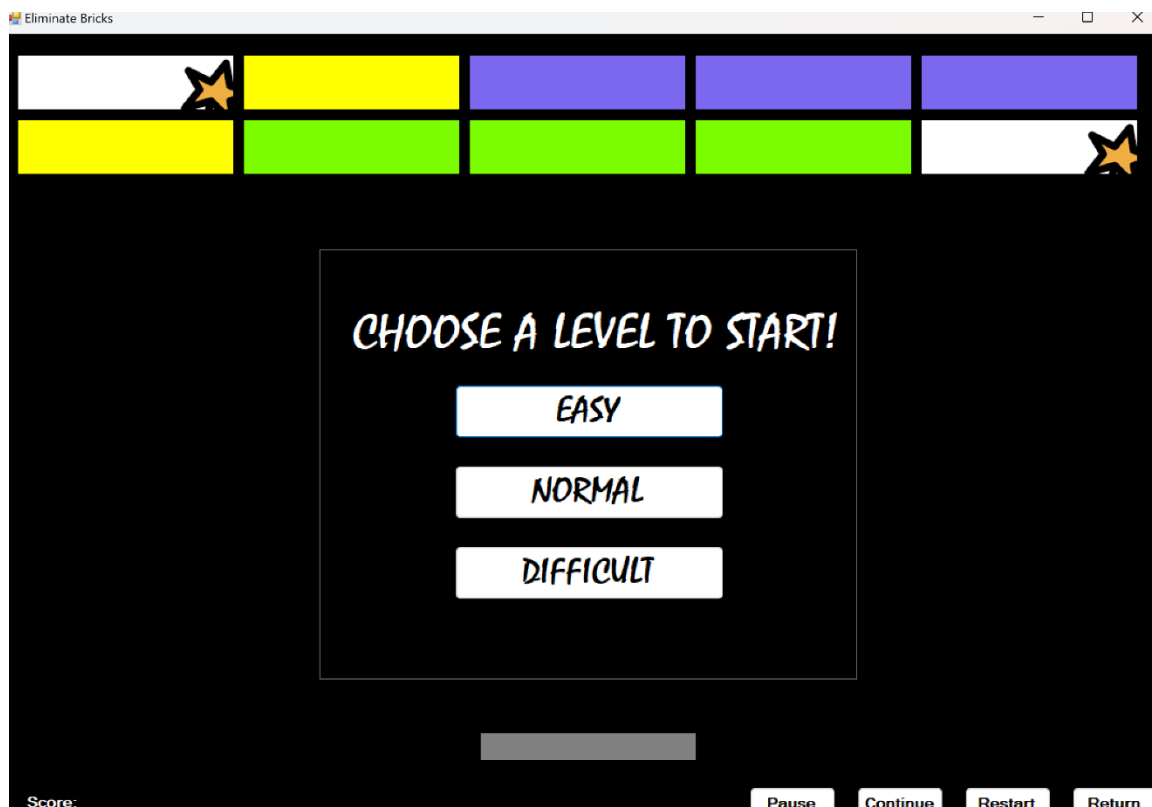 Eliminate Bricks
CHOOSE A LEVEL TO START!
EASY
NORMAL
DIFFICULT
Score: Pause Continue Restart Return